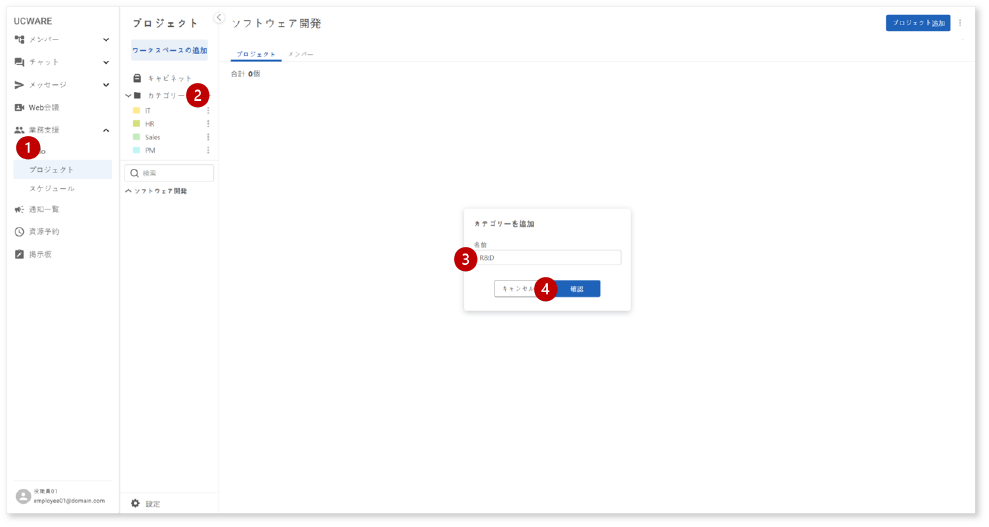 UCWARE
メンバー
チャット
メッセージ
Web会議
業務支援
1
プロジェクト
スケジュール
通知一覧
資源予約
掲示板
従業員01
employee01@domain.com
プロジェクト
ワークスペースの追加
キャビネット
カテゴリー
2
IT
HR
Sales
PM
検索
ソフトウェア開発
設定
ソフトウェア開発
プロジェクト追加
プロジェクト
メンバー
合計 0個
カテゴリーを追加
名前
3
R&D
キャンセル
4
確認